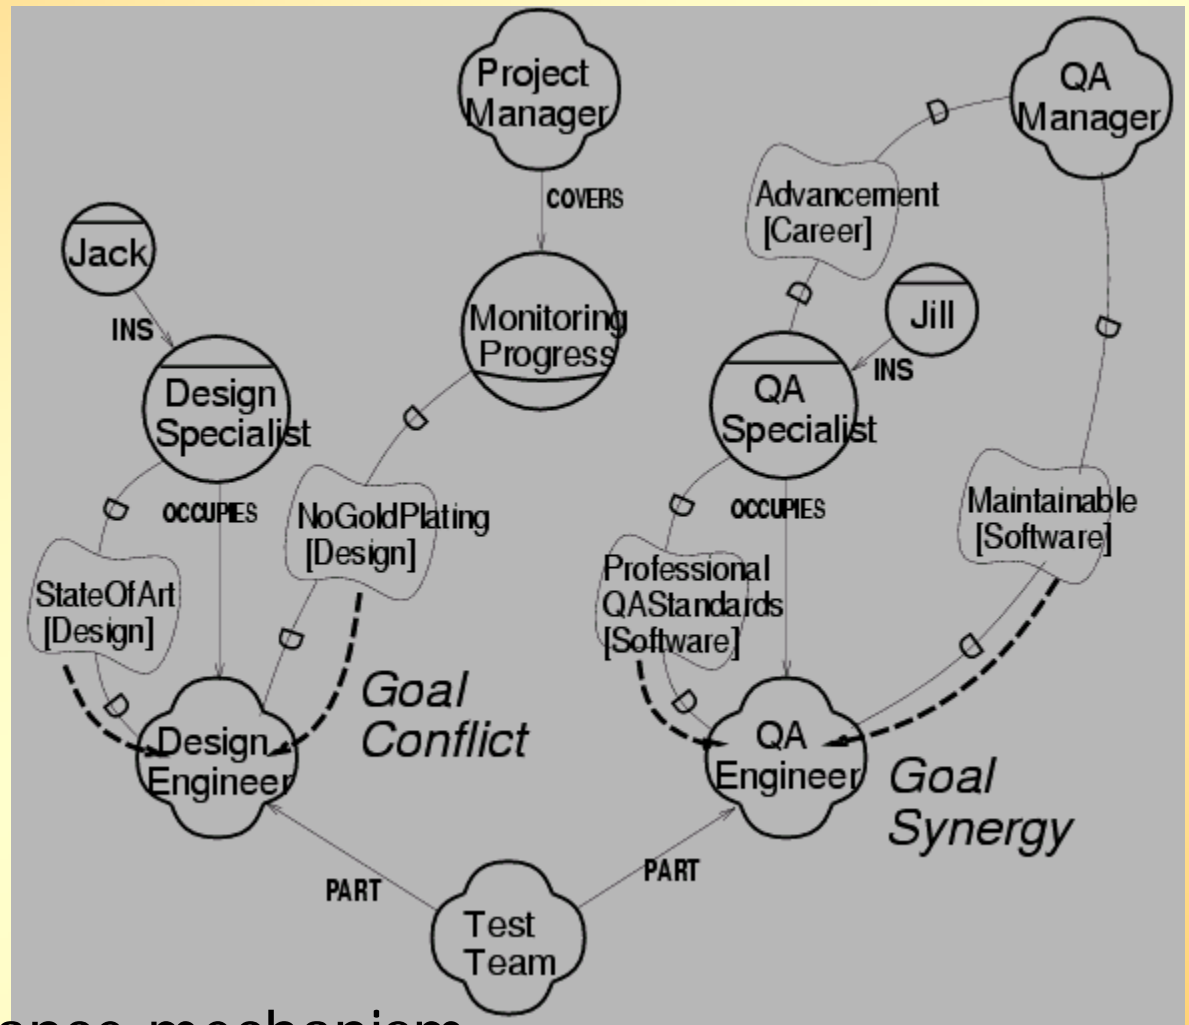 Project
Manager
QA
Manager
COVERS
Advancement
[Career]
Jack
INS
Monitoring
Progress
Jill
INS
Design
Specialist
QA
Specialist
D
D
D
D
OCCUPIES
NoGoldPlating
[Design]
D
D
OCCUPIES
Maintainable
[Software]
StateOfArt
[Design]
Professional
QAStandards
[Software]
D
D
D
D
Goal
Conflict
Design
Engineer
QA
Engineer
Goal
Synergy
PART
PART
Test
Team
mechanism